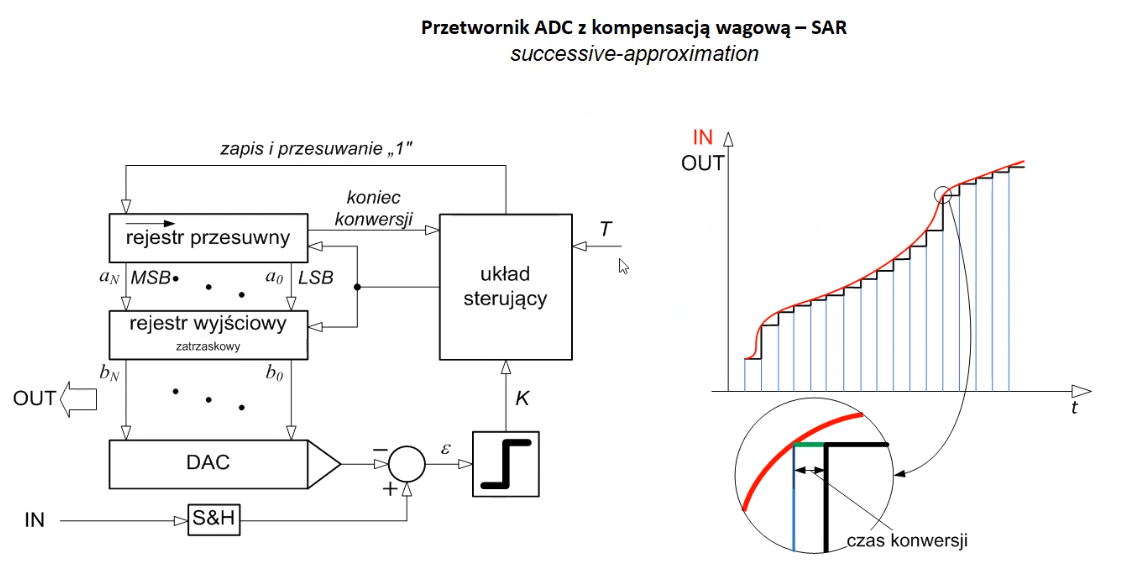 Przetwornik ADC z kompensacją wagową – SAR
successive-approximation
zapis i przesuwanie „1"
koniec
konwersji
rejestr przesuwny
T
układ
sterujący
a_N MSB
a_0 LSB
rejestr wyjściowy
zatrzaskowy
b_N
b_0
OUT
K
DAC
–
+
ε
IN
S&H
IN
OUT
t
czas konwersji